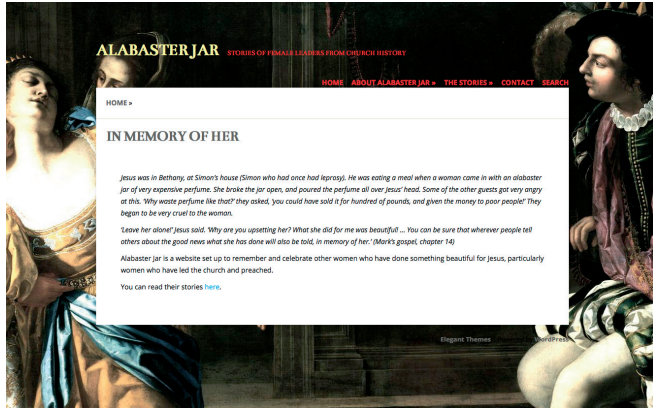 ALABASTER JAR STORIES OF FEMALE LEADERS FROM CHURCH HISTORY
HOME ABOUT ALABASTER JAR » THE STORIES » CONTACT SEARCH
HOME »
IN MEMORY OF HER
Jesus was in Bethany, at Simon's house (Simon who had once had leprosy). He was eating a meal when a woman came in with an alabaster
jar of very expensive perfume. She broke the jar open, and poured the perfume all over Jesus' head. Some of the other guests got very angry
at this. 'Why waste perfume like that?' they asked, 'you could have sold it for hundred of pounds, and given the money to poor people!' They
began to be very cruel to the woman.
'Leave her alone!' Jesus said. 'Why are you upsetting her? What she did for me was beautiful! ... You can be sure that wherever people tell
others about the good news what she has done will also be told, in memory of her.' (Mark's gospel, chapter 14)
Alabaster Jar is a website set up to remember and celebrate other women who have done something beautiful for Jesus, particularly
women who have led the church and preached.
You can read their stories here.
Elegant Themes WordPress